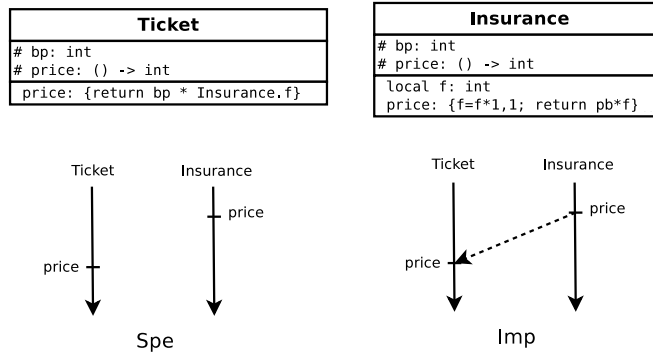 Ticket
# bp: int
# price: () -> int
price: {return bp * Insurance.f}
Insurance
# bp: int
# price: () -> int
local f: int
price: {f=f*1,1; return pb*f}
Ticket
Insurance
price
price
Spe
Ticket
Insurance
price
price
Imp